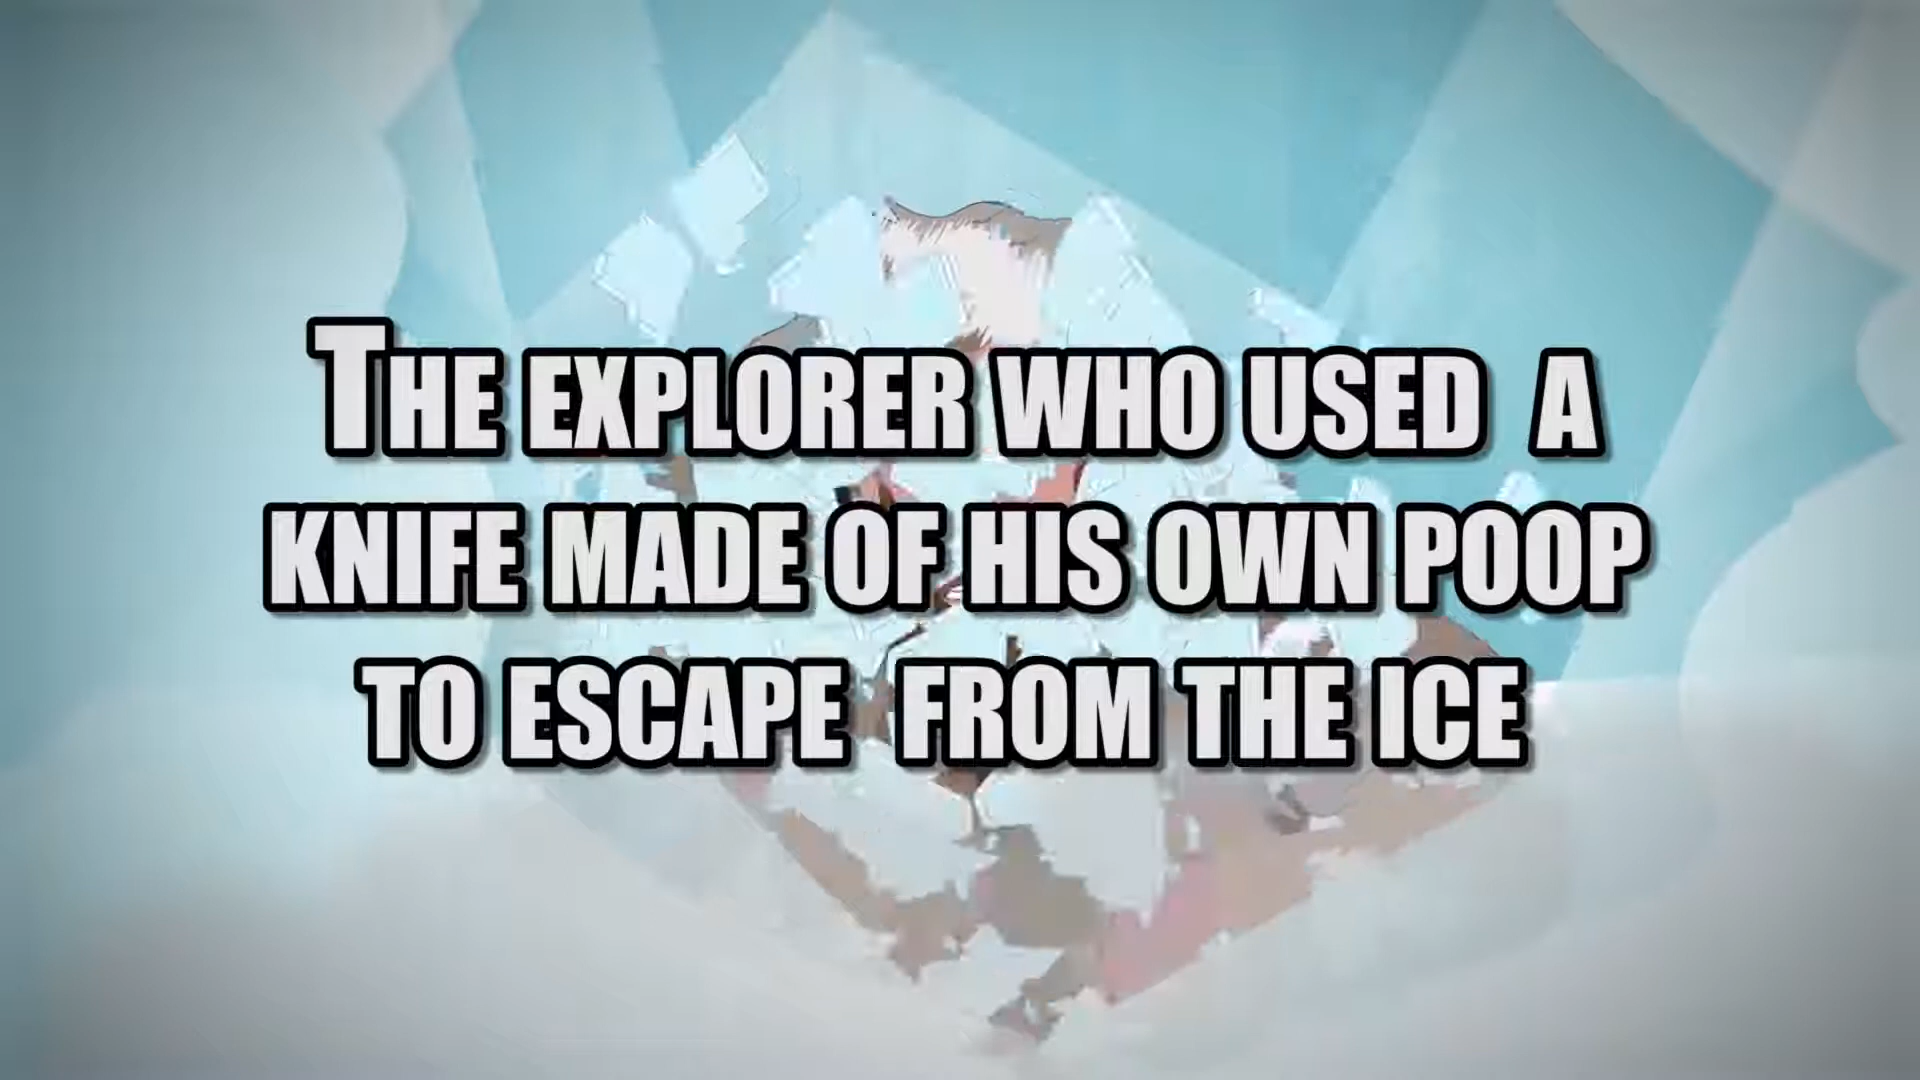 THE EXPLORER WHO USED A
KNIFE MADE OF HIS OWN POOP
TO ESCAPE FROM THE ICE